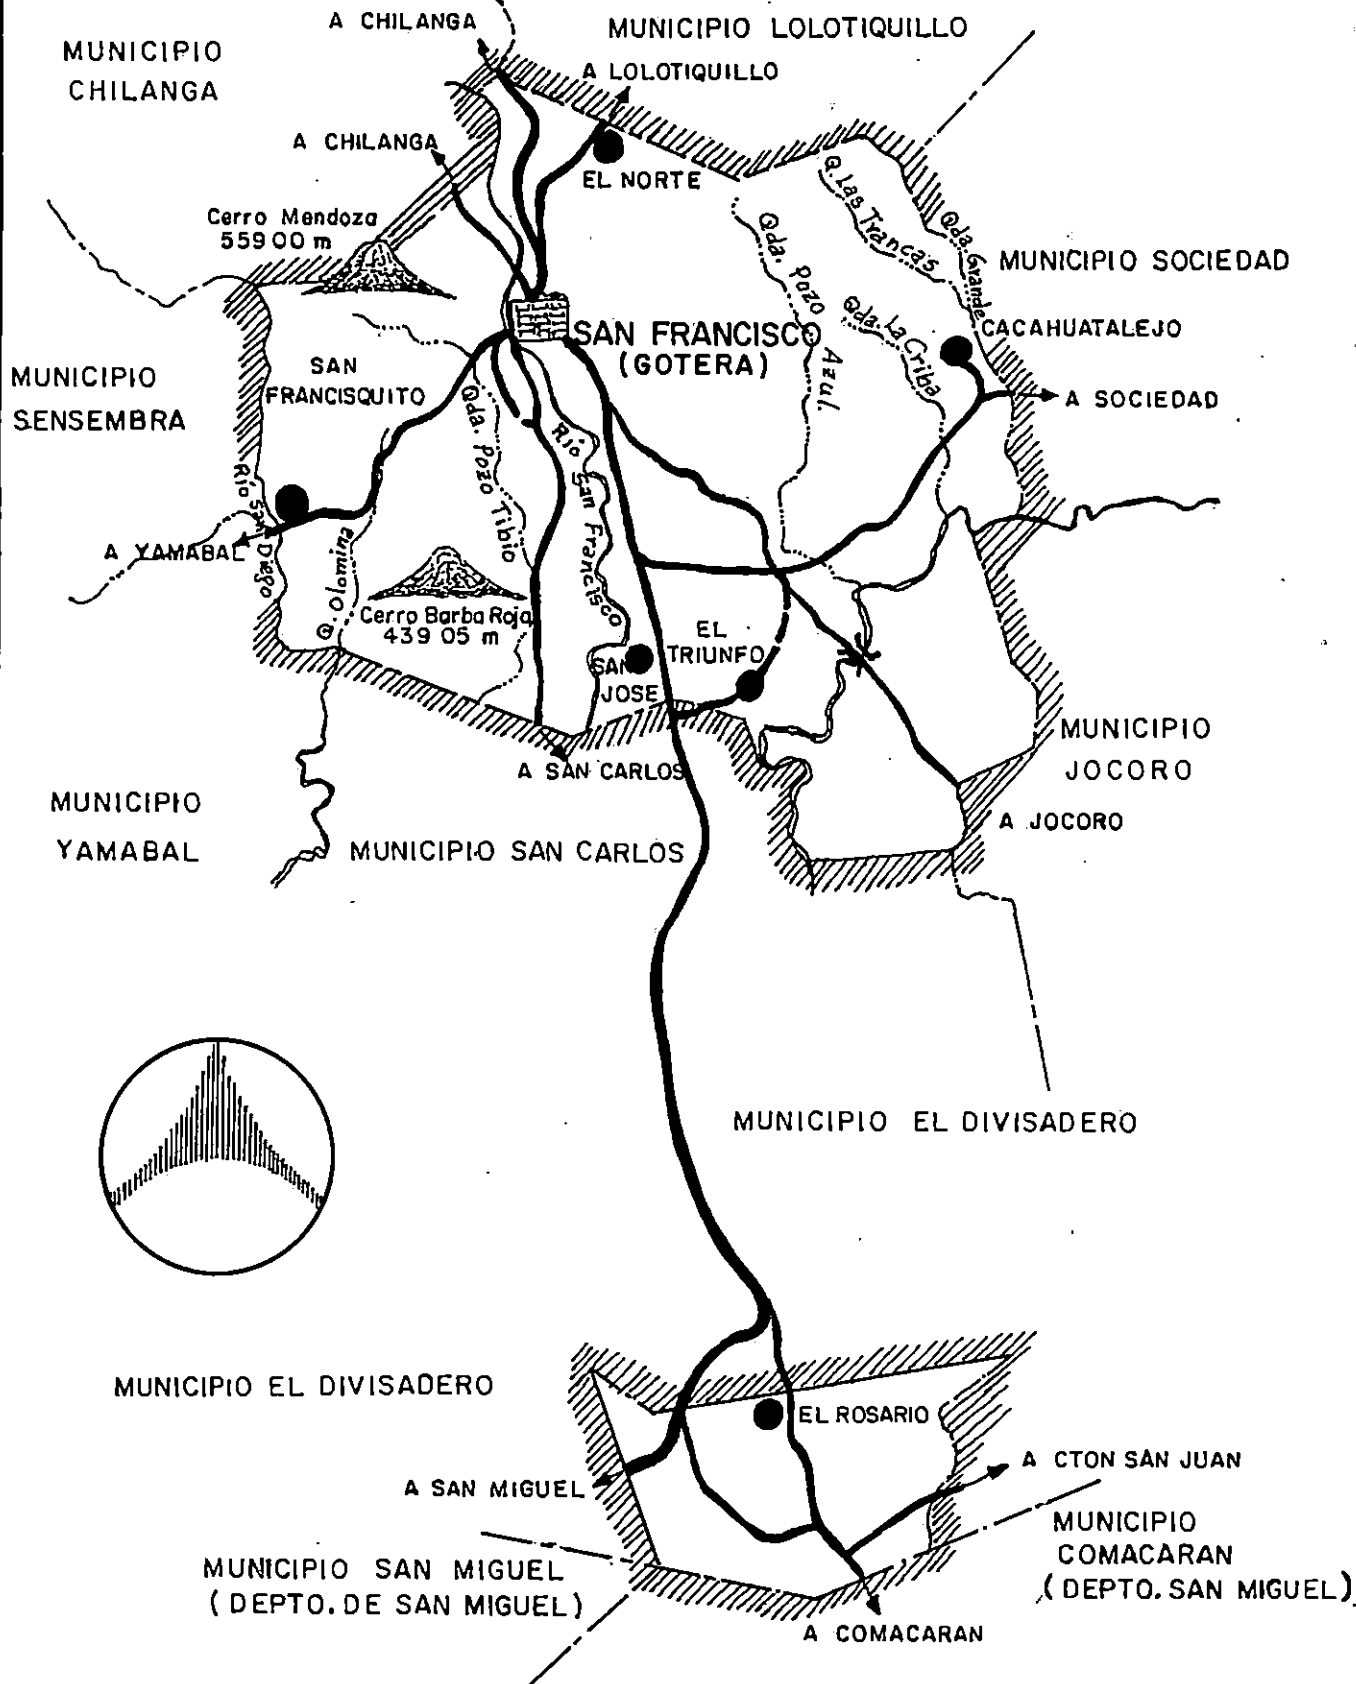 A CHILANGA
MUNICIPIO LOLOTIQUILLO
MUNICIPIO
CHILANGA
A LOLOTIQUILLO
A CHILANGA
EL NORTE
Q. Las Trancas
Cerro Mendoza
559 00 m
Qda. Pozo Azul.
Qda. Grande
MUNICIPIO SOCIEDAD
Qda. La Criba
CACAHUATALEJO
SAN FRANCISCO
(GOTERA)
SAN
FRANCISQUITO
MUNICIPIO
SENSEMBRA
A SOCIEDAD
Qda. Pozo Tibio
Río San Francisco
Río San Diego
A YAMABAL
Q. Olomina
Cerro Barba Roja
439 05 m
EL
TRIUNFO
SAN
JOSE
MUNICIPIO
JOCORO
A SAN CARLOS
MUNICIPIO
YAMABAL
A JOCORO
MUNICIPIO SAN CARLOS
MUNICIPIO EL DIVISADERO
MUNICIPIO EL DIVISADERO
EL ROSARIO
A CTON SAN JUAN
A SAN MIGUEL
MUNICIPIO
COMACARAN
(DEPTO. SAN MIGUEL)
MUNICIPIO SAN MIGUEL
(DEPTO. DE SAN MIGUEL)
A COMACARAN